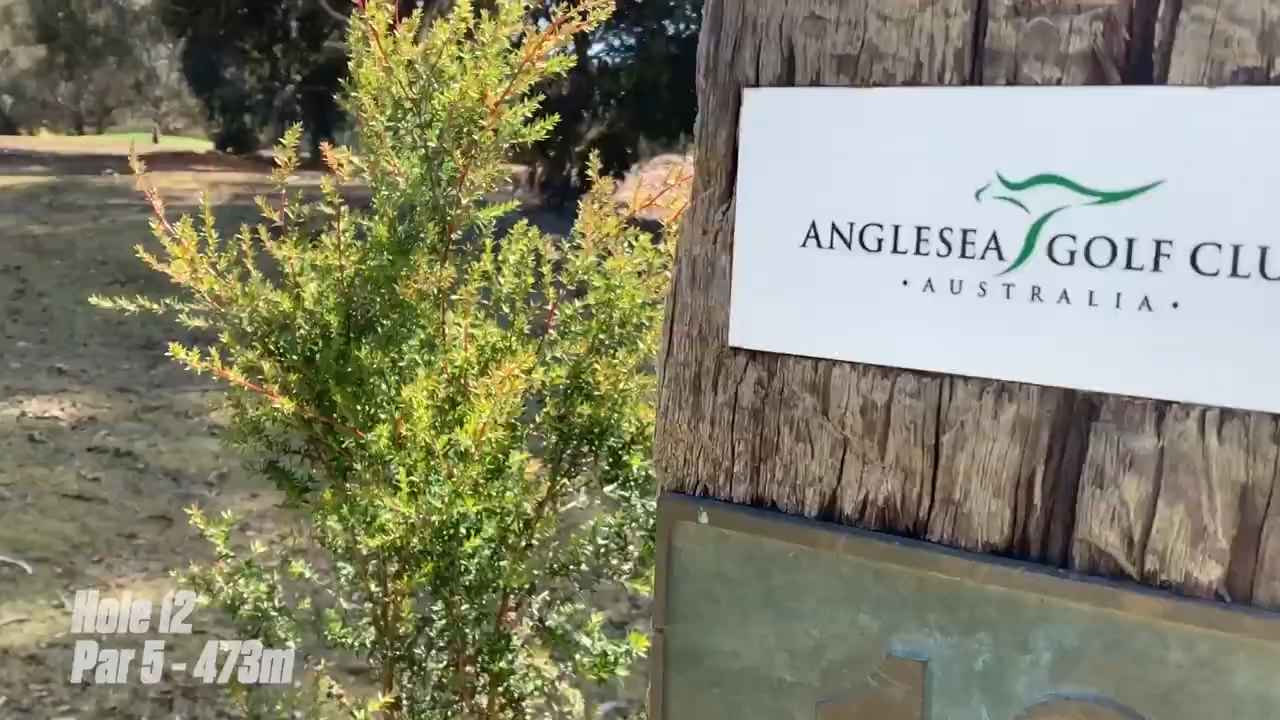 ANGLESEA GOLF CLU
• AUSTRALIA •
Hole 12
Par 5 - 473m